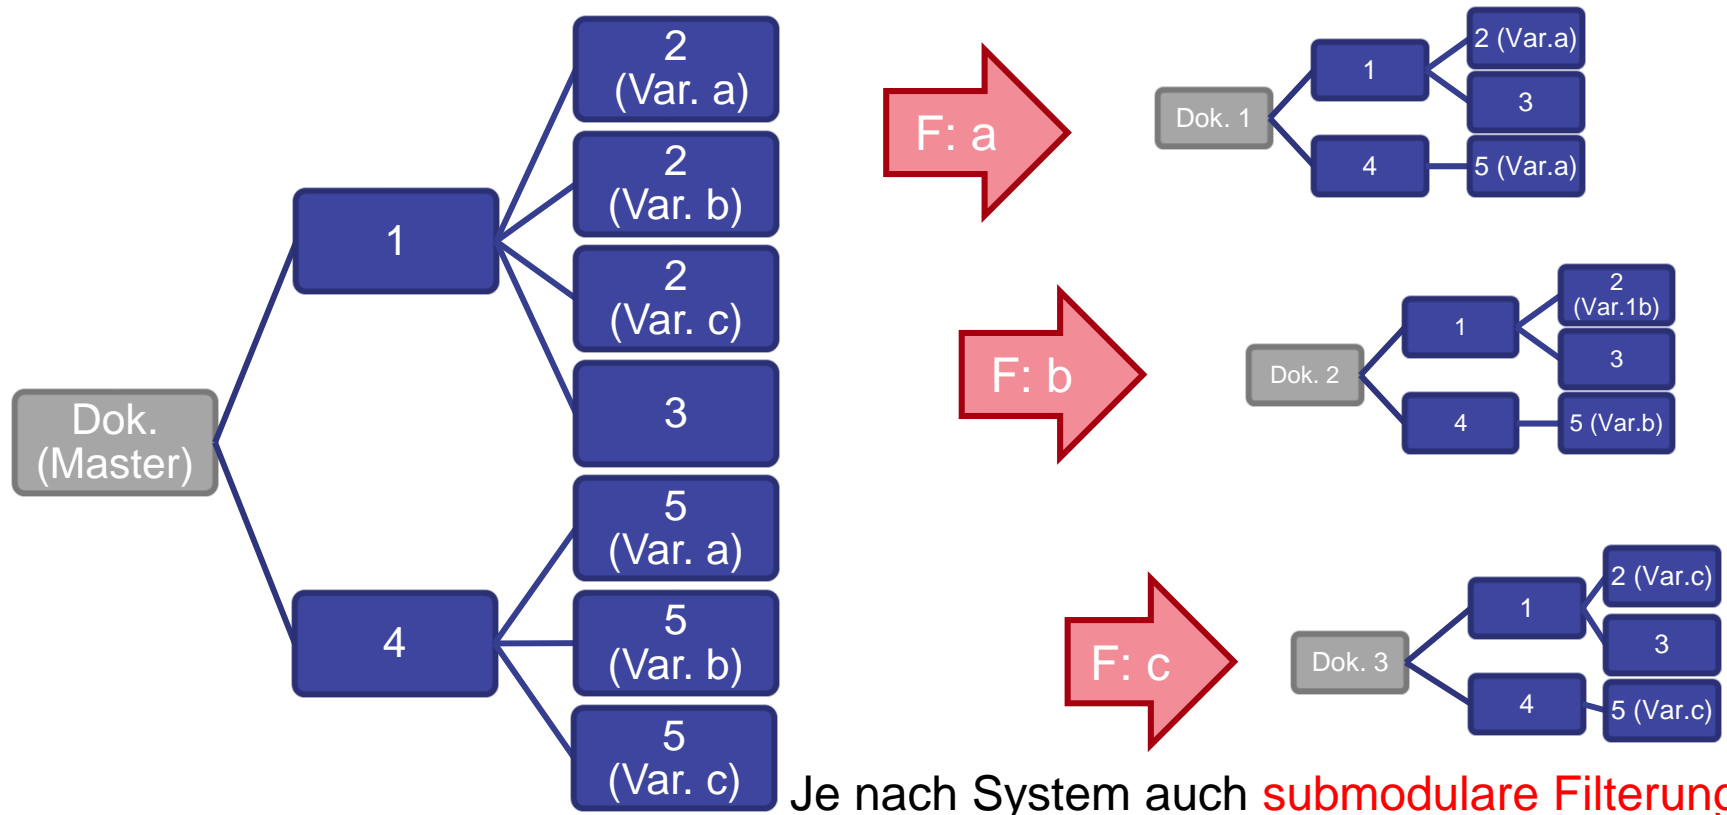 Dok.
(Master)
1
4
2
(Var. a)
2
(Var. b)
2
(Var. c)
3
5
(Var. a)
5
(Var. b)
5
(Var. c)
F: a
Dok. 1
1
4
2 (Var.a)
3
5 (Var.a)
F: b
Dok. 2
1
4
2
(Var.1b)
3
5 (Var.b)
F: c
Dok. 3
1
4
2 (Var.c)
3
5 (Var.c)
Je nach System auch submodulare Filterung